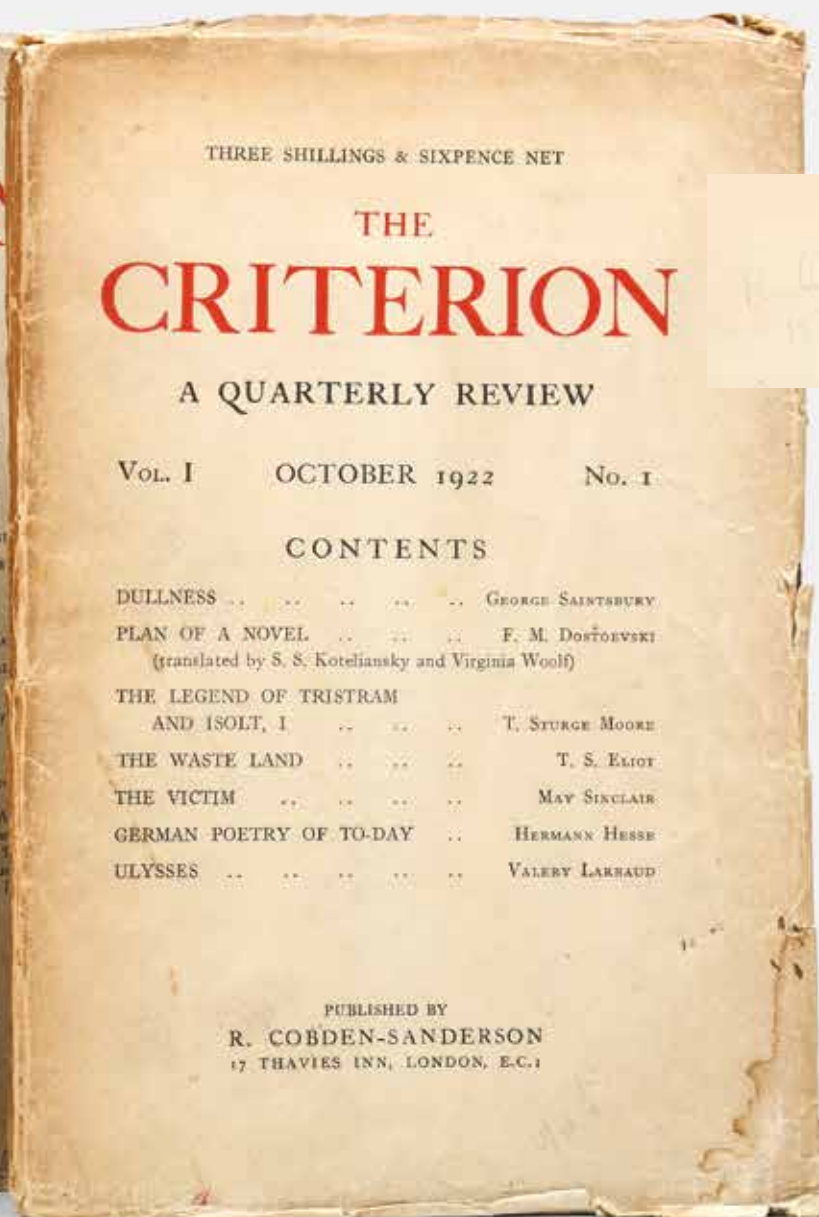 THREE SHILLINGS & SIXPENCE NET
THE
CRITERION
A QUARTERLY REVIEW
VOL. I OCTOBER 1922 NO. 1
CONTENTS
DULLNESS .. .. .. .. .. GEORGE SAINTSBURY
PLAN OF A NOVEL .. .. .. F. M. DOSTOEVSKI
(translated by S. S. Koteliansky and Virginia Woolf)
THE LEGEND OF TRISTRAM
AND ISOLT, I .. .. .. T. STURGE MOORE
THE WASTE LAND .. .. .. T. S. ELIOT
THE VICTIM .. .. .. .. MAY SINCLAIR
GERMAN POETRY OF TO-DAY .. HERMANN HESSE
ULYSSES .. .. .. .. .. VALERY LARBAUD
PUBLISHED BY
R. COBDEN-SANDERSON
17 THAVIES INN, LONDON, E.C.1